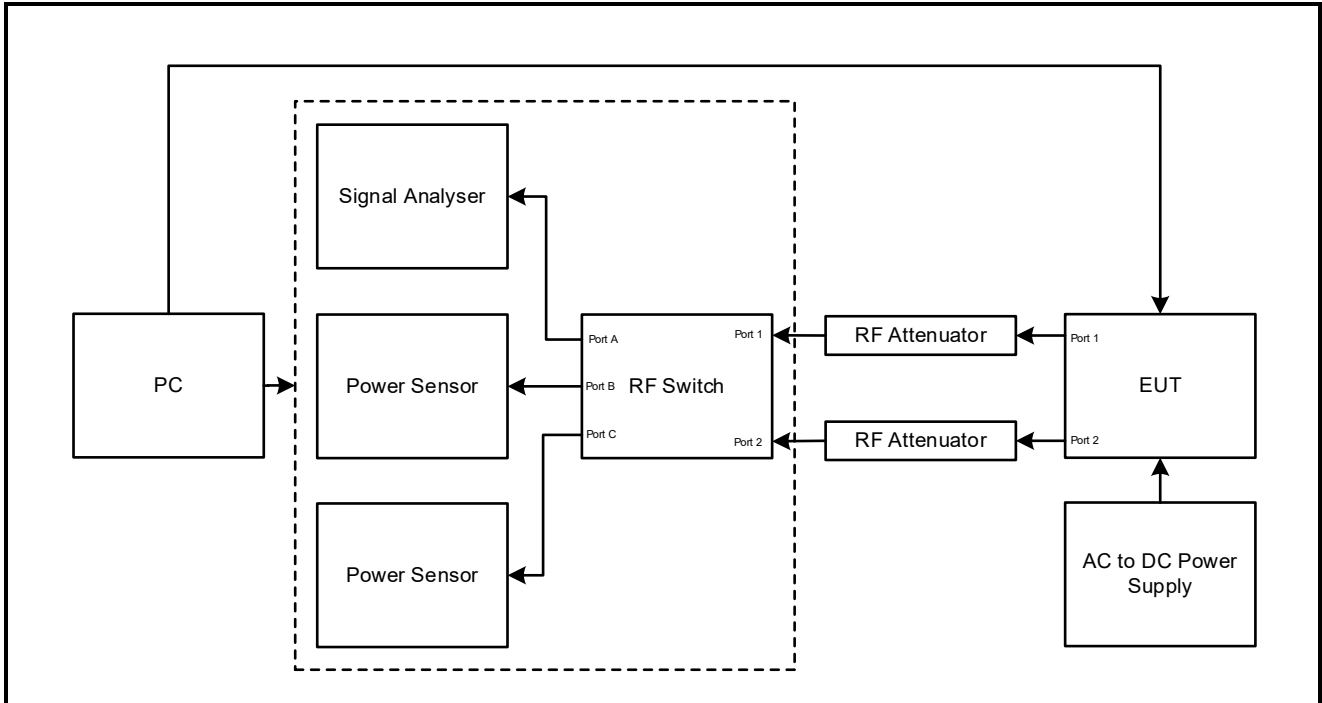 Signal Analyser
PC
Power Sensor
Port A
Port B
Port C
RF Switch
Port 1
Port 2
Power Sensor
RF Attenuator
RF Attenuator
Port 1
EUT
Port 2
AC to DC Power
Supply